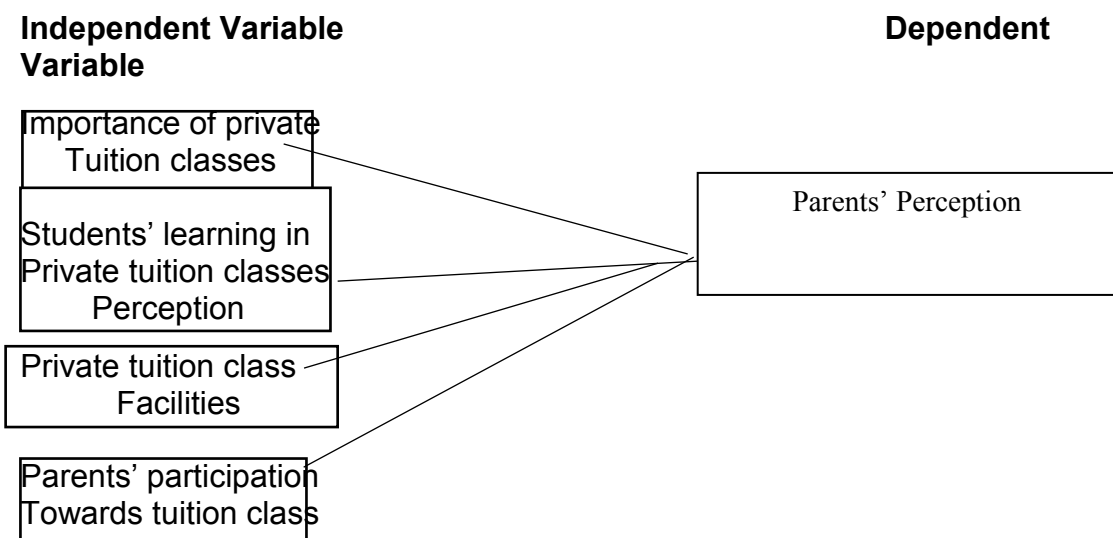 Independent Variable Dependent
Variable
Importance of private
Tuition classes
Parents’ Perception
Students’ learning in
Private tuition classes
Perception
Private tuition class
Facilities
Parents’ participation
Towards tuition class